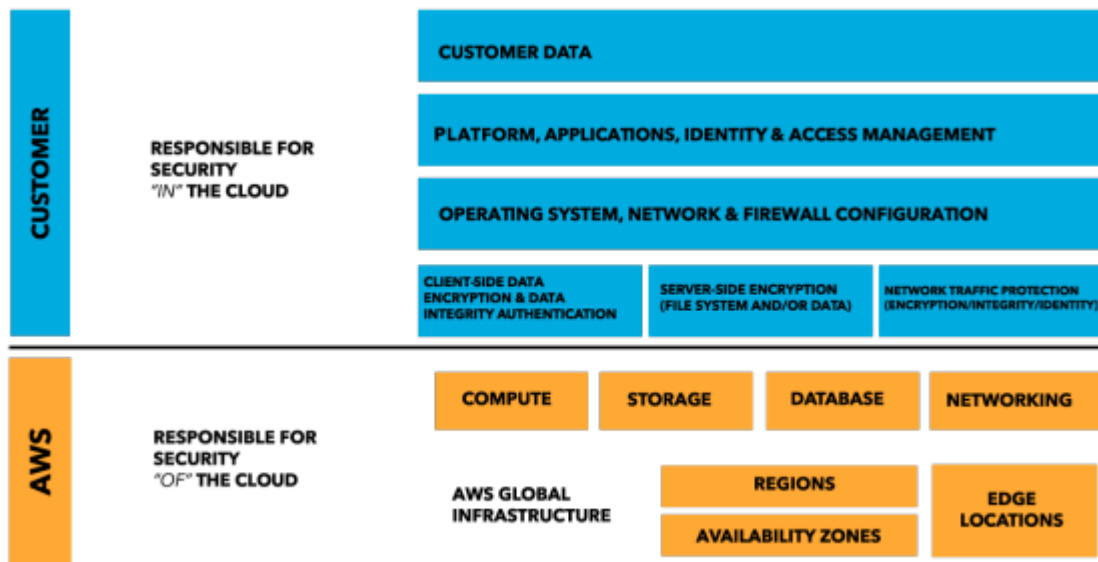 CUSTOMER
RESPONSIBLE FOR
SECURITY
"IN" THE CLOUD
CUSTOMER DATA
PLATFORM, APPLICATIONS, IDENTITY & ACCESS MANAGEMENT
OPERATING SYSTEM, NETWORK & FIREWALL CONFIGURATION
CLIENT-SIDE DATA
ENCRYPTION & DATA
INTEGRITY AUTHENTICATION
SERVER-SIDE ENCRYPTION
(FILE SYSTEM AND/OR DATA)
NETWORK TRAFFIC PROTECTION
(ENCRYPTION/INTEGRITY/IDENTITY)
AWS
RESPONSIBLE FOR
SECURITY
"OF" THE CLOUD
COMPUTE
STORAGE
DATABASE
NETWORKING
AWS GLOBAL
INFRASTRUCTURE
REGIONS
AVAILABILITY ZONES
EDGE
LOCATIONS